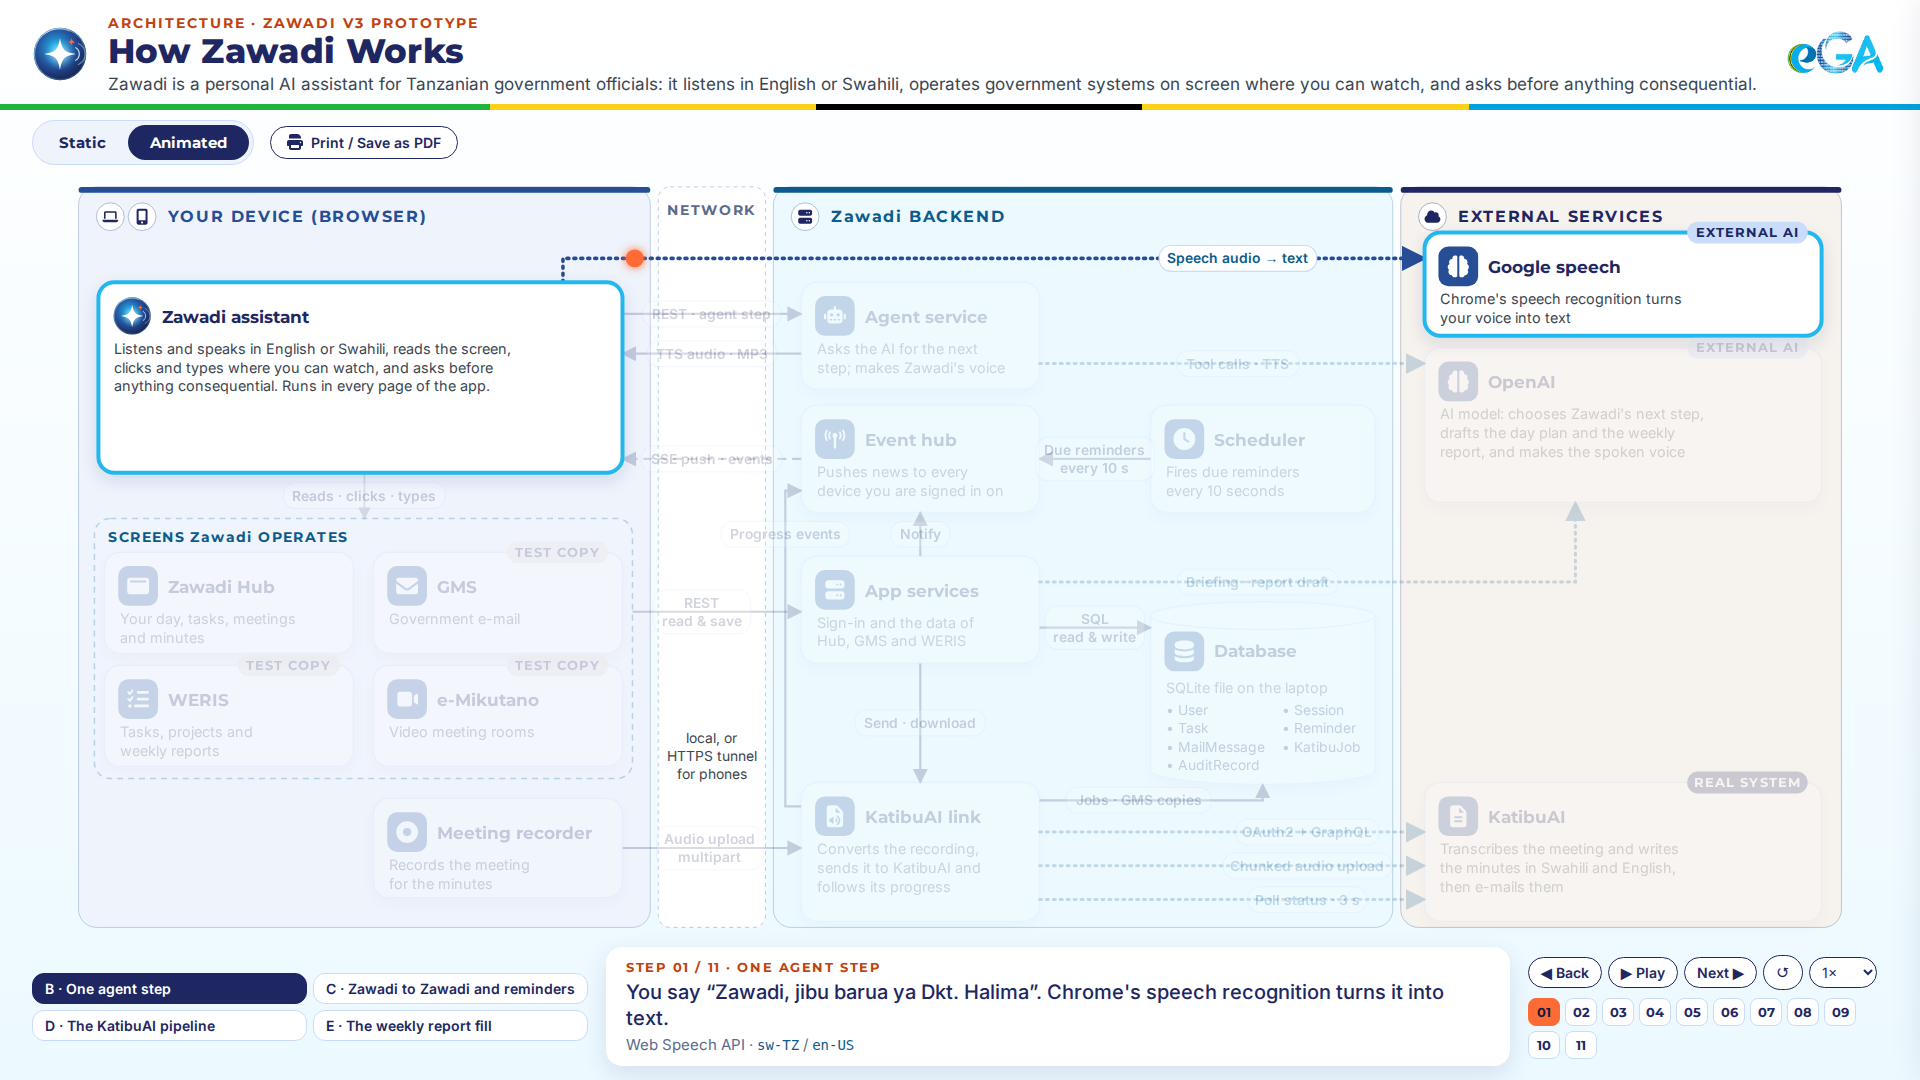 ARCHITECTURE · ZAWADI V3 PROTOTYPE
How Zawadi Works
Zawadi is a personal AI assistant for Tanzanian government officials: it listens in English or Swahili, operates government systems on screen where you can watch, and asks before anything consequential.
eGA
Static
Animated
Print / Save as PDF
YOUR DEVICE (BROWSER)
NETWORK
Zawadi BACKEND
EXTERNAL SERVICES
Speech audio → text
EXTERNAL AI
Google speech
Chrome's speech recognition turns
your voice into text
Zawadi assistant
Listens and speaks in English or Swahili, reads the screen,
clicks and types where you can watch, and asks before
anything consequential. Runs in every page of the app.
REST · agent step
TTS audio · MP3
SSE push · events
Agent service
Asks the AI for the next
step; makes Zawadi's voice
Tool calls · TTS
EXTERNAL AI
OpenAI
AI model: chooses Zawadi's next step,
drafts the day plan and the weekly
report, and makes the spoken voice
Event hub
Pushes news to every
device you are signed in on
Due reminders
every 10 s
Scheduler
Fires due reminders
every 10 seconds
Reads · clicks · types
Progress events
Notify
SCREENS Zawadi OPERATES
Zawadi Hub
Your day, tasks, meetings
and minutes
TEST COPY
GMS
Government e-mail
TEST COPY
WERIS
Tasks, projects and
weekly reports
TEST COPY
e-Mikutano
Video meeting rooms
REST
read & save
App services
Sign-in and the data of
Hub, GMS and WERIS
Briefing · report draft
SQL
read & write
Database
SQLite file on the laptop
• User
• Task
• MailMessage
• AuditRecord
• Session
• Reminder
• KatibuJob
local, or
HTTPS tunnel
for phones
Send · download
Meeting recorder
Records the meeting
for the minutes
Audio upload
multipart
KatibuAI link
Converts the recording,
sends it to KatibuAI and
follows its progress
Jobs · GMS copies
OAuth2 + GraphQL
Chunked audio upload
Poll status · 3 s
REAL SYSTEM
KatibuAI
Transcribes the meeting and writes
the minutes in Swahili and English,
then e-mails them
B · One agent step
C · Zawadi to Zawadi and reminders
D · The KatibuAI pipeline
E · The weekly report fill
STEP 01 / 11 · ONE AGENT STEP
You say “Zawadi, jibu barua ya Dkt. Halima”. Chrome's speech recognition turns it into
text.
Web Speech API · sw-TZ / en-US
◀ Back
▶ Play
Next ▶
↺
1×
01 02 03 04 05 06 07 08 09
10 11